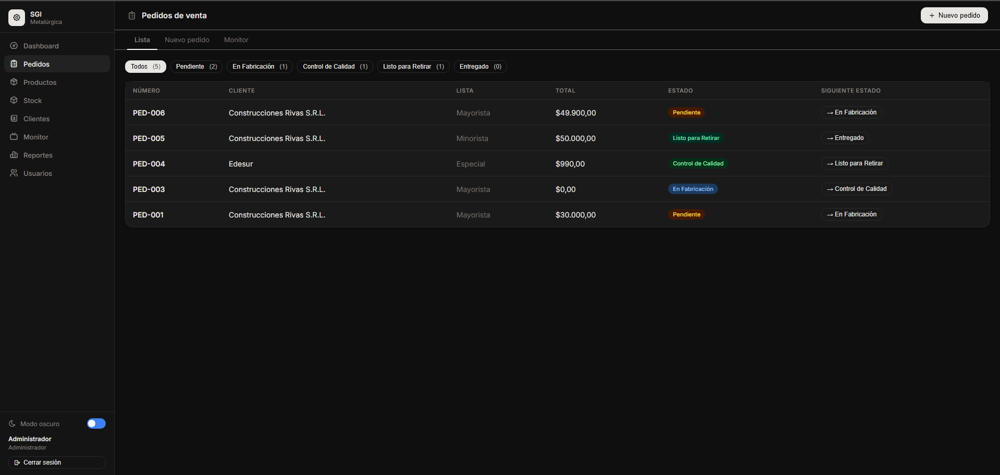 SGI
Metalúrgica
Dashboard
Pedidos
Productos
Stock
Clientes
Monitor
Reportes
Usuarios
Modo oscuro
Administrador
Administrador
Cerrar sesión
Pedidos de venta
+ Nuevo pedido
Lista Nuevo pedido Monitor
Todos (5) Pendiente (2) En Fabricación (1) Control de Calidad (1) Listo para Retirar (1) Entregado (0)
NÚMERO CLIENTE LISTA TOTAL ESTADO SIGUIENTE ESTADO
PED-006 Construcciones Rivas S.R.L. Mayorista $49.900,00 Pendiente → En Fabricación
PED-005 Construcciones Rivas S.R.L. Minorista $50.000,00 Listo para Retirar → Entregado
PED-004 Edesur Especial $990,00 Control de Calidad → Listo para Retirar
PED-003 Construcciones Rivas S.R.L. Mayorista $0,00 En Fabricación → Control de Calidad
PED-001 Construcciones Rivas S.R.L. Mayorista $30.000,00 Pendiente → En Fabricación